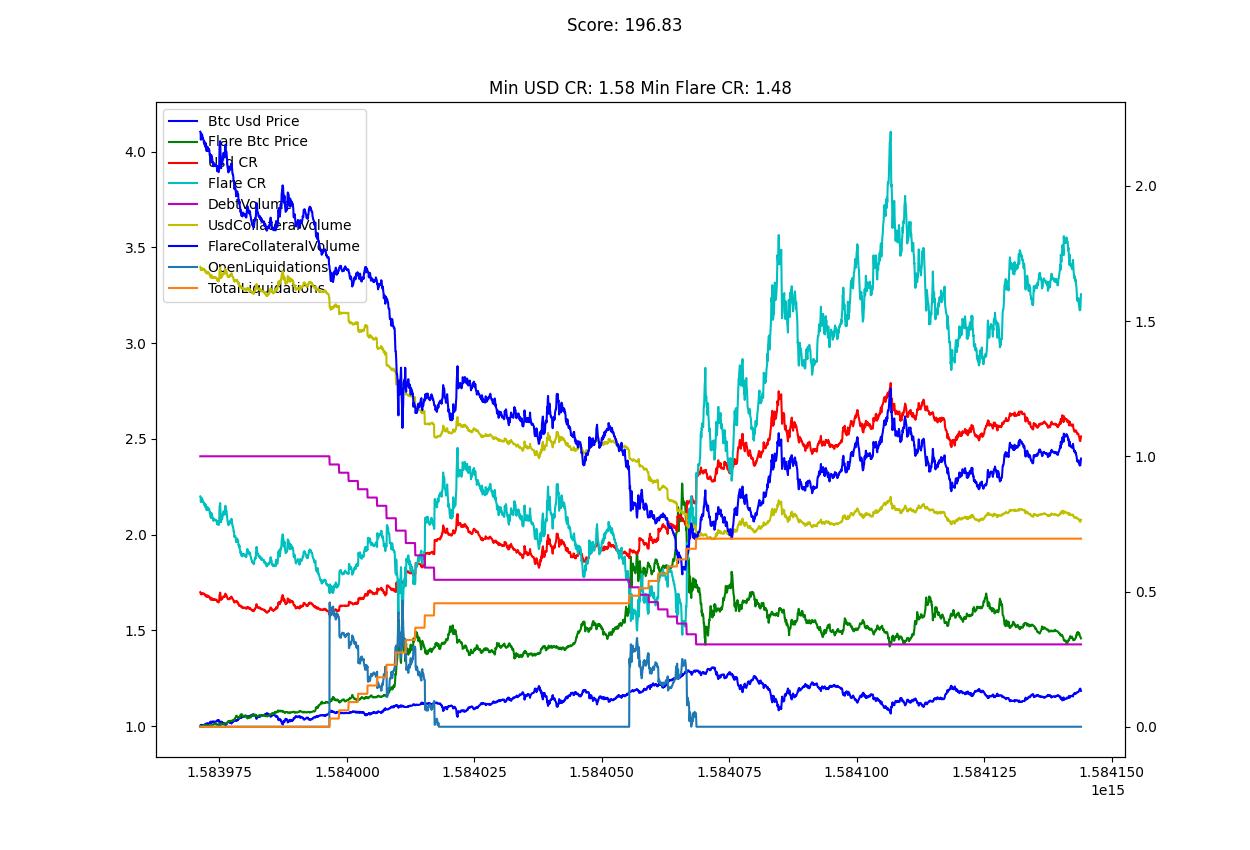 Score: 196.83
Min USD CR: 1.58 Min Flare CR: 1.48
Btc Usd Price
Flare Btc Price
Usd CR
Flare CR
DebtVolume
UsdCollateralVolume
FlareCollateralVolume
OpenLiquidations
TotalLiquidations
4.0
3.5
3.0
2.5
2.0
1.5
1.0
2.0
1.5
1.0
0.5
0.0
1.583975 1.584000 1.584025 1.584050 1.584075 1.584100 1.584125 1.584150
1e15